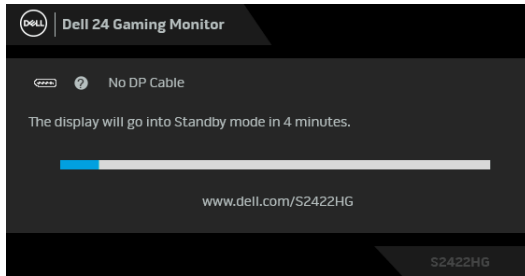 DELL
Dell 24 Gaming Monitor
? No DP Cable
The display will go into Standby mode in 4 minutes.
www.dell.com/S2422HG
S2422HG